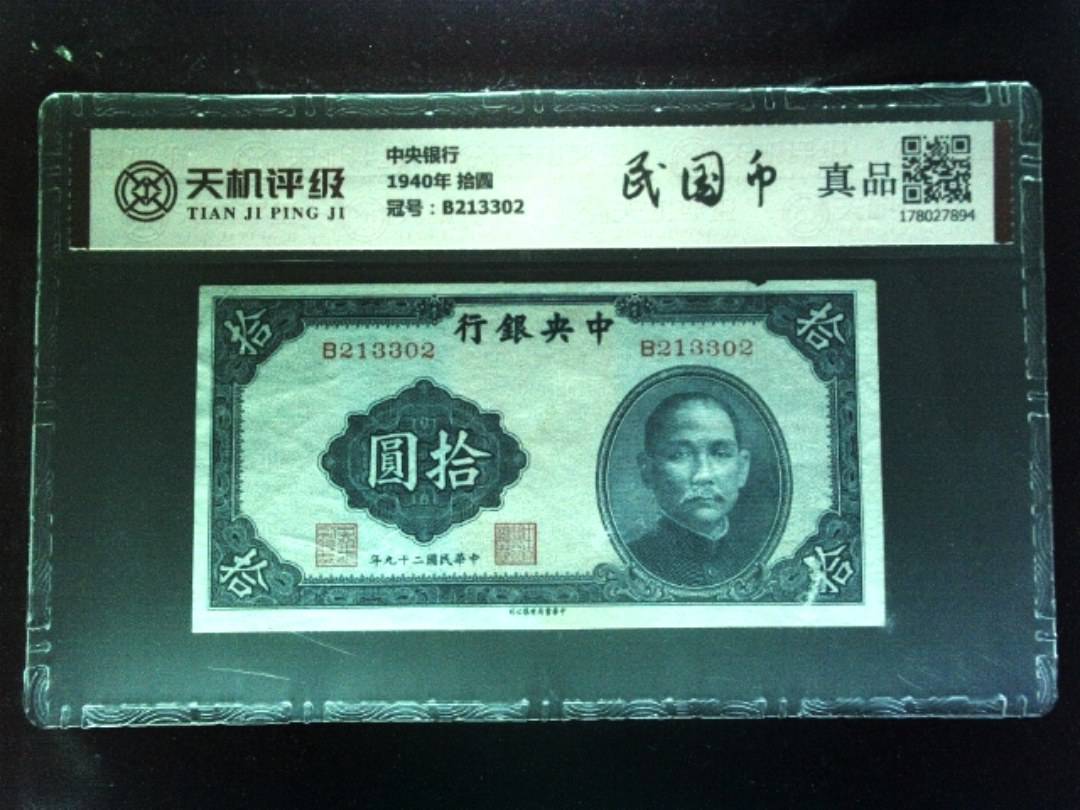 天机评级
TIAN JI PING JI
中央银行
1940年 拾圆
冠号：B213302
民国币
真品
178027894
拾
拾
行銀央中
B213302
B213302
圓拾
年九十二國民華中
拾
拾